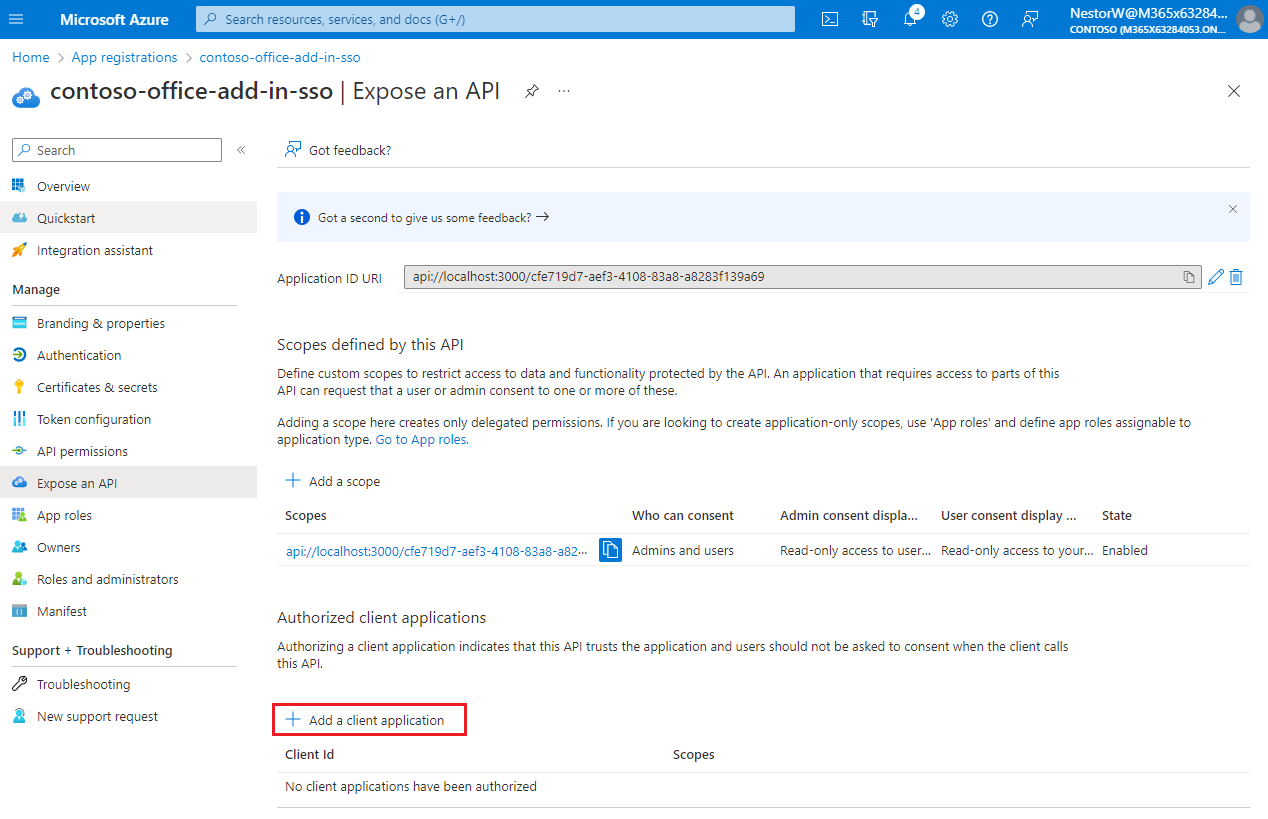 Microsoft Azure
Search resources, services, and docs (G+/)
4
NestorW@M365x63284...
CONTOSO (M365X63284053.ON...
Home > App registrations > contoso-office-add-in-sso
contoso-office-add-in-sso | Expose an API
Search
Overview
Quickstart
Integration assistant
Manage
Branding & properties
Authentication
Certificates & secrets
Token configuration
API permissions
Expose an API
App roles
Owners
Roles and administrators
Manifest
Support + Troubleshooting
Troubleshooting
New support request
Got feedback?
Got a second to give us some feedback?
Application ID URI api://localhost:3000/cfe719d7-aef3-4108-83a8-a8283f139a69
Scopes defined by this API
Define custom scopes to restrict access to data and functionality protected by the API. An application that requires access to parts of this
API can request that a user or admin consent to one or more of these.
Adding a scope here creates only delegated permissions. If you are looking to create application-only scopes, use 'App roles' and define app roles assignable to
application type. Go to App roles.
Add a scope
Scopes Who can consent Admin consent displa... User consent display ... State
api://localhost:3000/cfe719d7-aef3-4108-83a8-a82... Admins and users Read-only access to user... Read-only access to your... Enabled
Authorized client applications
Authorizing a client application indicates that this API trusts the application and users should not be asked to consent when the client calls
this API.
Add a client application
Client Id Scopes
No client applications have been authorized